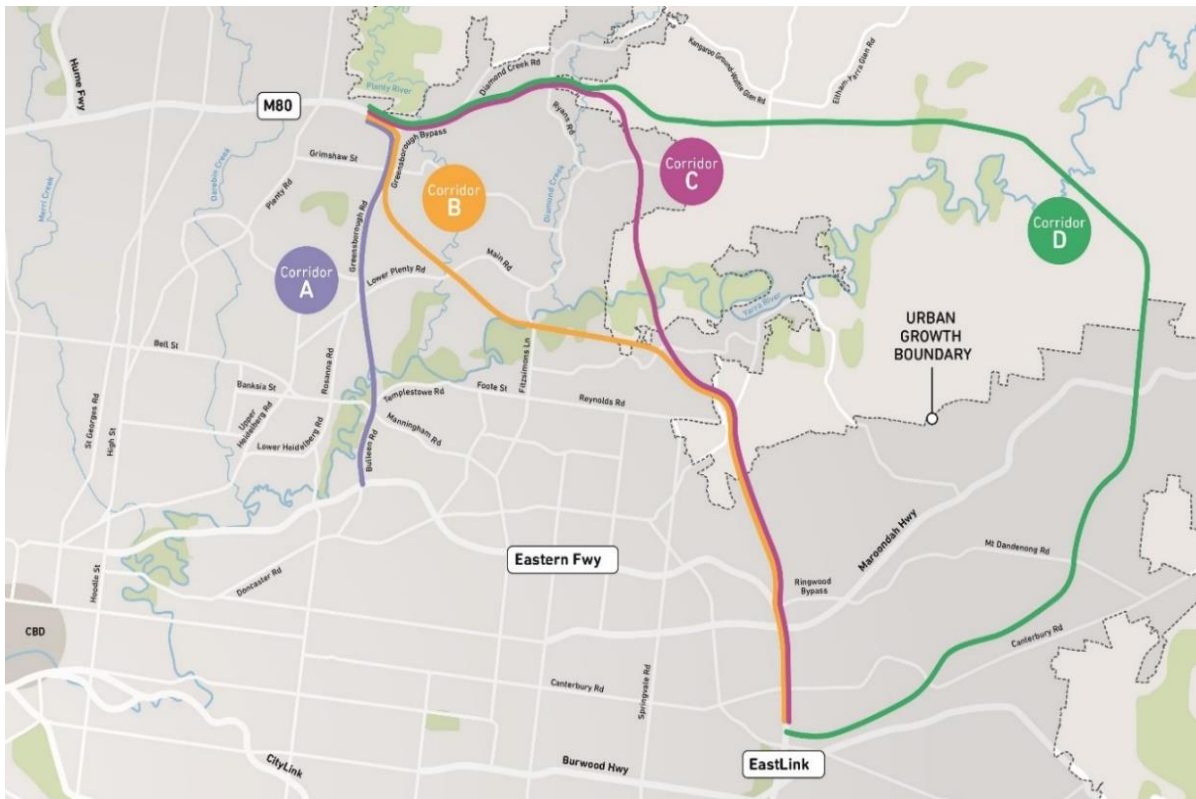 Hume Fwy
M80
Plenty River
Diamond Creek Rd
Kangaroo Ground-Wattle Glen Rd
Eltham-Yarra Glen Rd
Ryans Rd
Greensborough Bypass
Grimshaw St
Merri Creek
Darebin Creek
Plenty Rd
Greensborough Rd
Corridor
B
Diamond Creek
Corridor
C
Corridor
D
Corridor
A
Lower Plenty Rd
Main Rd
Yarra River
URBAN
GROWTH
BOUNDARY
Bell St
Rosanna Rd
Banksia St
Fitzsimons Ln
Templestowe Rd
Foote St
Reynolds Rd
St Georges Rd
High St
Upper
Heidelberg Rd
Lower Heidelberg Rd
Bulleen Rd
Manningham Rd
Maroondah Hwy
Eastern Fwy
Mt Dandenong Rd
Hoddle St
Doncaster Rd
Ringwood
Bypass
CBD
Canterbury Rd
Canterbury Rd
Springvale Rd
CityLink
Burwood Hwy
EastLink